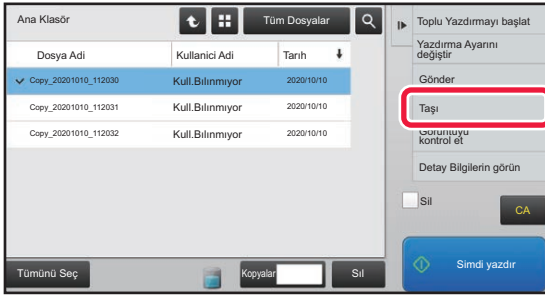 Ana Klasör
Tüm Dosyalar
Dosya Adi
Kullanici Adi
Tarıh
Copy_20201010_112030
Kull.Bılınmıyor
2020/10/10
Copy_20201010_112031
Kull.Bılınmıyor
2020/10/10
Copy_20201010_112032
Kull.Bılınmıyor
2020/10/10
Tümünü Seç
Kopyalar
Sıl
Toplu Yazdırmayı başlat
Yazdırma Ayarını
değiştir
Gönder
Taşı
Görüntüyü
kontrol et
Detay Bilgilerin görün
Sil
CA
Simdi yazdır